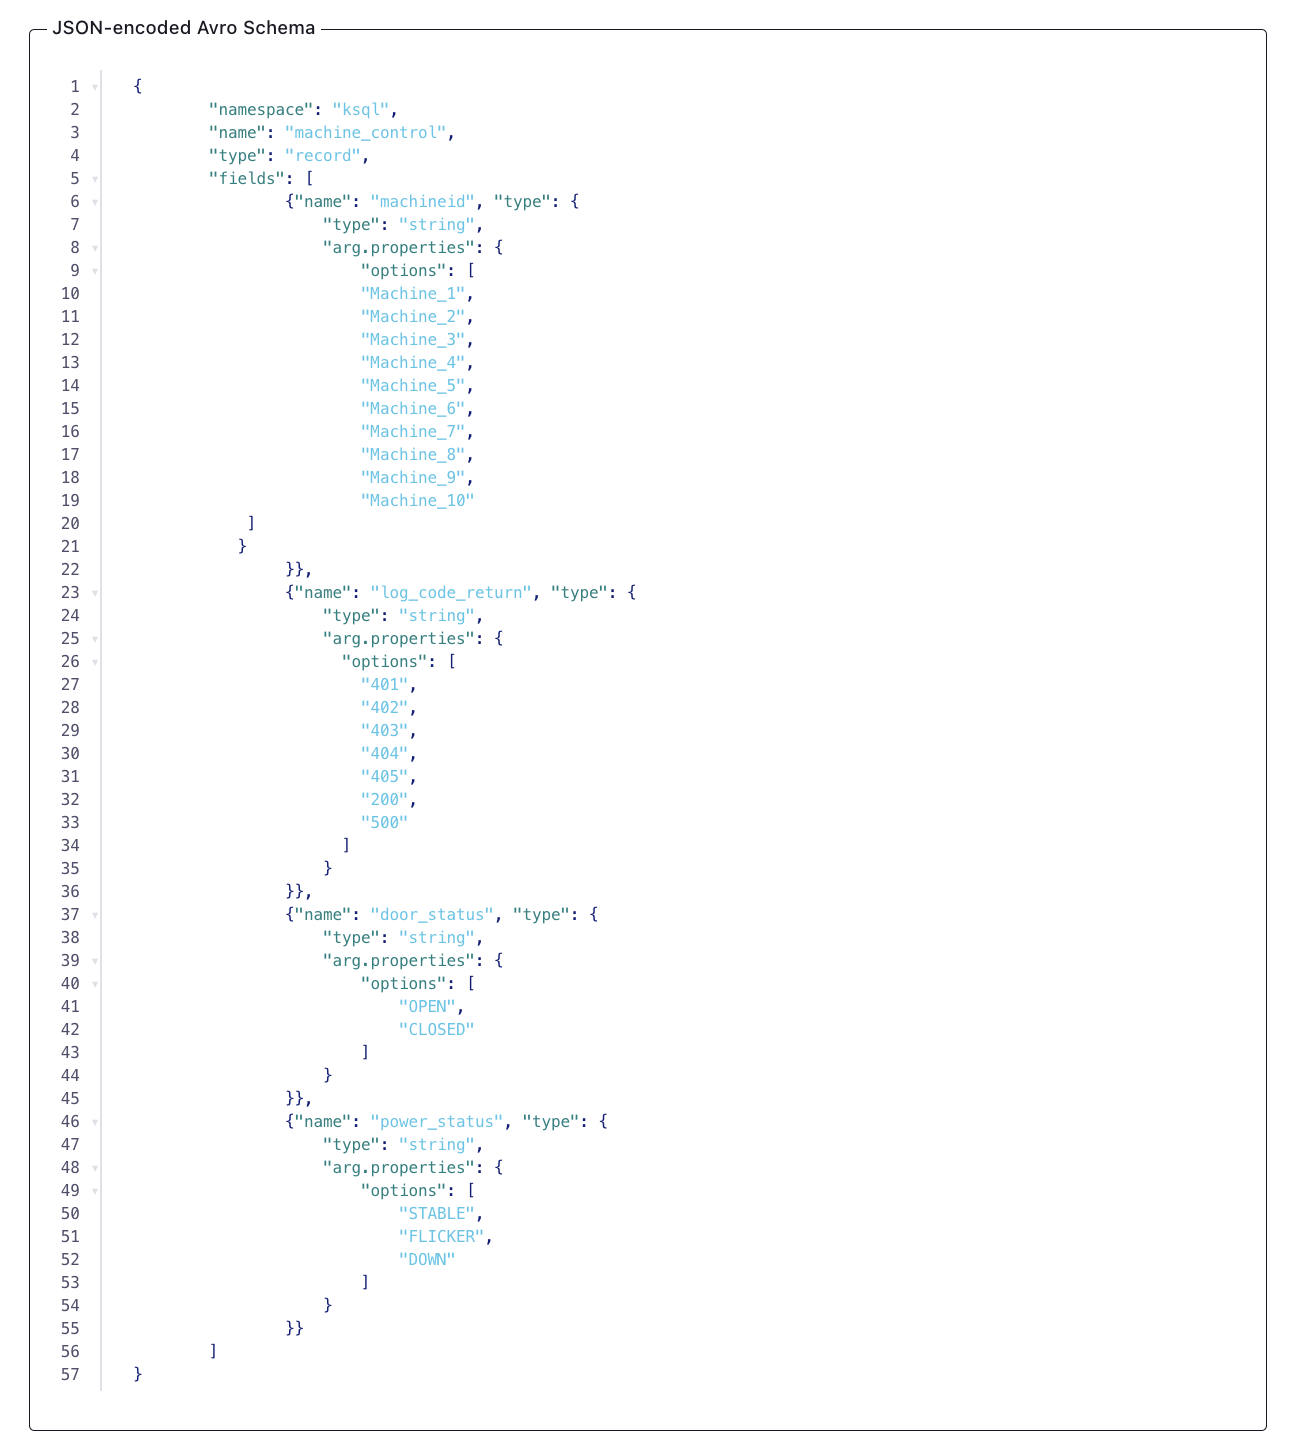 JSON-encoded Avro Schema
1 {
2 "namespace": "ksql",
3 "name": "machine_control",
4 "type": "record",
5 "fields": [
6 {"name": "machineid", "type": {
7 "type": "string",
8 "arg.properties": {
9 "options": [
10 "Machine_1",
11 "Machine_2",
12 "Machine_3",
13 "Machine_4",
14 "Machine_5",
15 "Machine_6",
16 "Machine_7",
17 "Machine_8",
18 "Machine_9",
19 "Machine_10"
20 ]
21 }
22 }},
23 {"name": "log_code_return", "type": {
24 "type": "string",
25 "arg.properties": {
26 "options": [
27 "401",
28 "402",
29 "403",
30 "404",
31 "405",
32 "200",
33 "500"
34 ]
35 }
36 }},
37 {"name": "door_status", "type": {
38 "type": "string",
39 "arg.properties": {
40 "options": [
41 "OPEN",
42 "CLOSED"
43 ]
44 }
45 }},
46 {"name": "power_status", "type": {
47 "type": "string",
48 "arg.properties": {
49 "options": [
50 "STABLE",
51 "FLICKER",
52 "DOWN"
53 ]
54 }
55 }}
56 ]
57 }